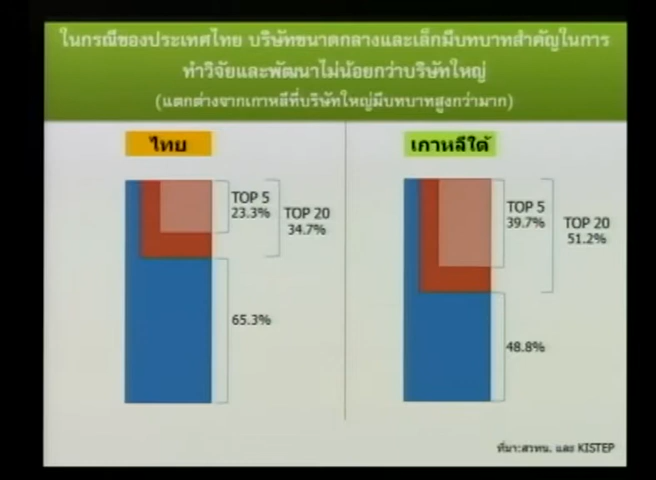 ในกรณีของประเทศไทย บริษัทขนาดกลางและเล็กมีบทบาทสำคัญในการ
ทำวิจัยและพัฒนาไม่น้อยกว่าบริษัทใหญ่
(แตกต่างจากเกาหลีที่บริษัทใหญ่มีบทบาทสูงกว่ามาก)
ไทย
เกาหลีใต้
TOP 5
23.3%
TOP 20
34.7%
65.3%
TOP 5
39.7%
TOP 20
51.2%
48.8%
ที่มา:สวทน. และ KISTEP